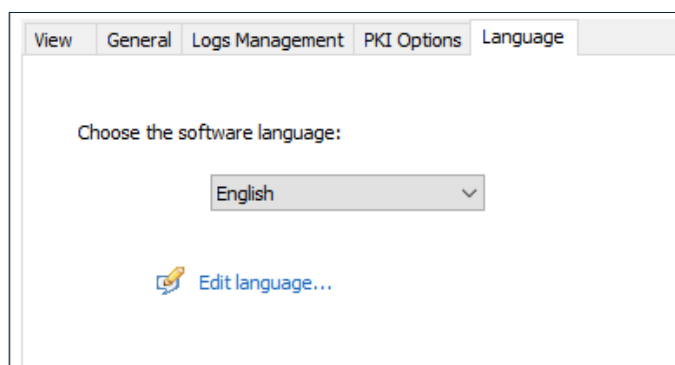 View General Logs Management PKI Options Language
Choose the software language:
English
Edit language...